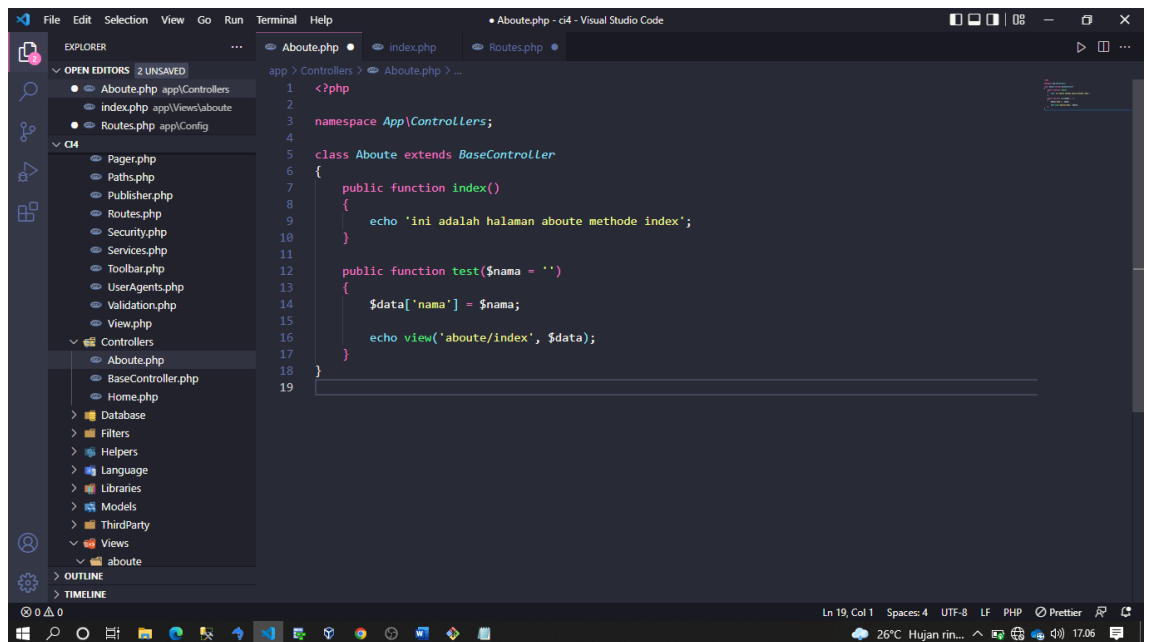 File Edit Selection View Go Run Terminal Help
• Aboute.php - ci4 - Visual Studio Code
EXPLORER
Aboute.php
index.php
Routes.php
OPEN EDITORS 2 UNSAVED
app > Controllers > Aboute.php > ...
Aboute.php app\Controllers
index.php app\Views\aboute
Routes.php app\Config
CI4
Pager.php
Paths.php
Publisher.php
Routes.php
Security.php
Services.php
Toolbar.php
UserAgents.php
Validation.php
View.php
Controllers
Aboute.php
BaseController.php
Home.php
Database
Filters
Helpers
Language
Libraries
Models
ThirdParty
Views
aboute
OUTLINE
TIMELINE
2
1 <?php
2
3 namespace App\Controllers;
4
5 class Aboute extends BaseController
6 {
7 public function index()
8 {
9 echo 'ini adalah halaman aboute methode index';
10 }
11
12 public function test($nama = '')
13 {
14 $data['nama'] = $nama;
15
16 echo view('aboute/index', $data);
17 }
18 }
19
0 0
Ln 19, Col 1 Spaces: 4 UTF-8 LF PHP Prettier
26°C Hujan rin... 17.06